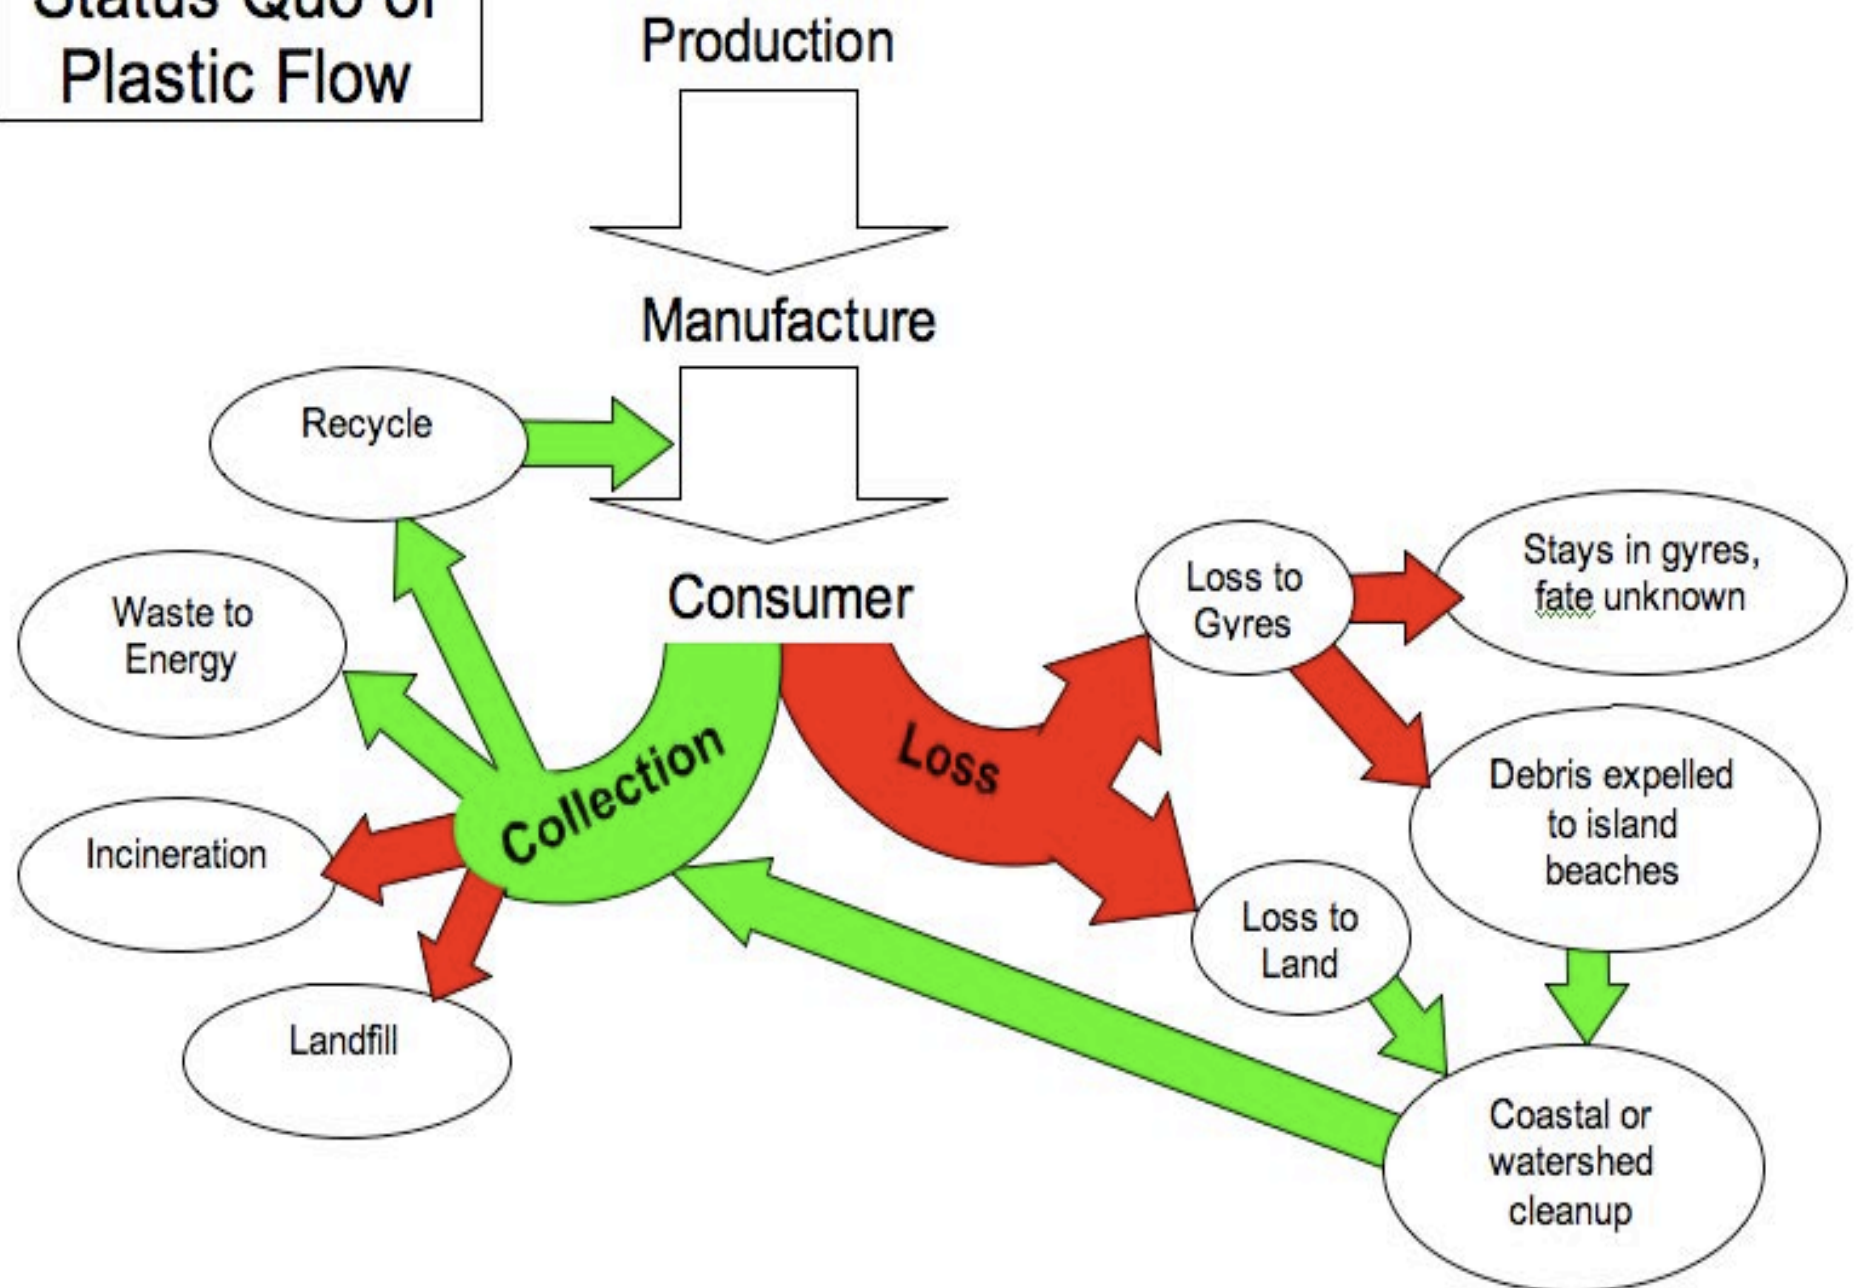 Status Quo of
Plastic Flow
Production
Manufacture
Recycle
Waste to
Energy
Consumer
Loss to
Gyres
Stays in gyres,
fate unknown
Collection
Loss
Debris expelled
to island
beaches
Incineration
Loss to
Land
Landfill
Coastal or
watershed
cleanup